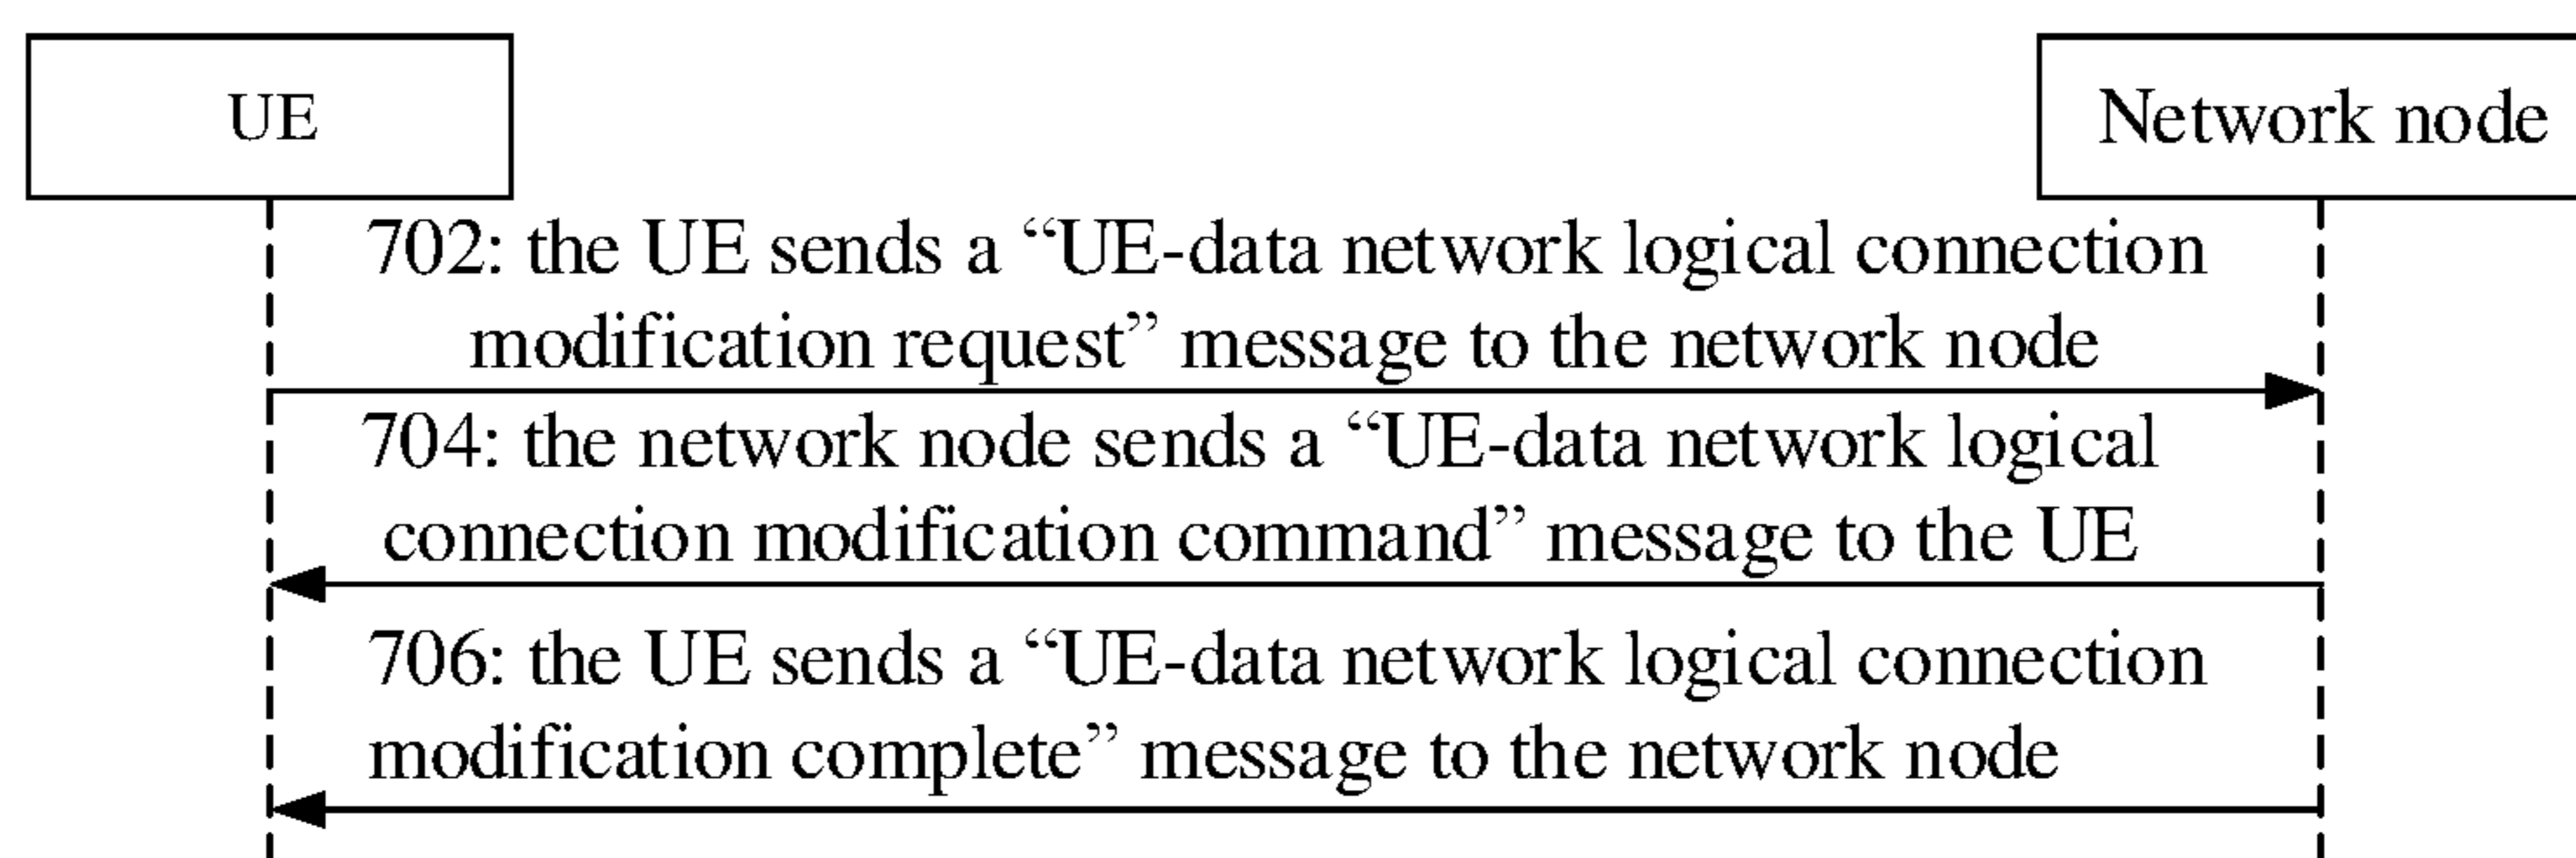 UE
Network node
702: the UE sends a “UE-data network logical connection
modification request” message to the network node
704: the network node sends a “UE-data network logical
connection modification command” message to the UE
706: the UE sends a “UE-data network logical connection
modification complete” message to the network node